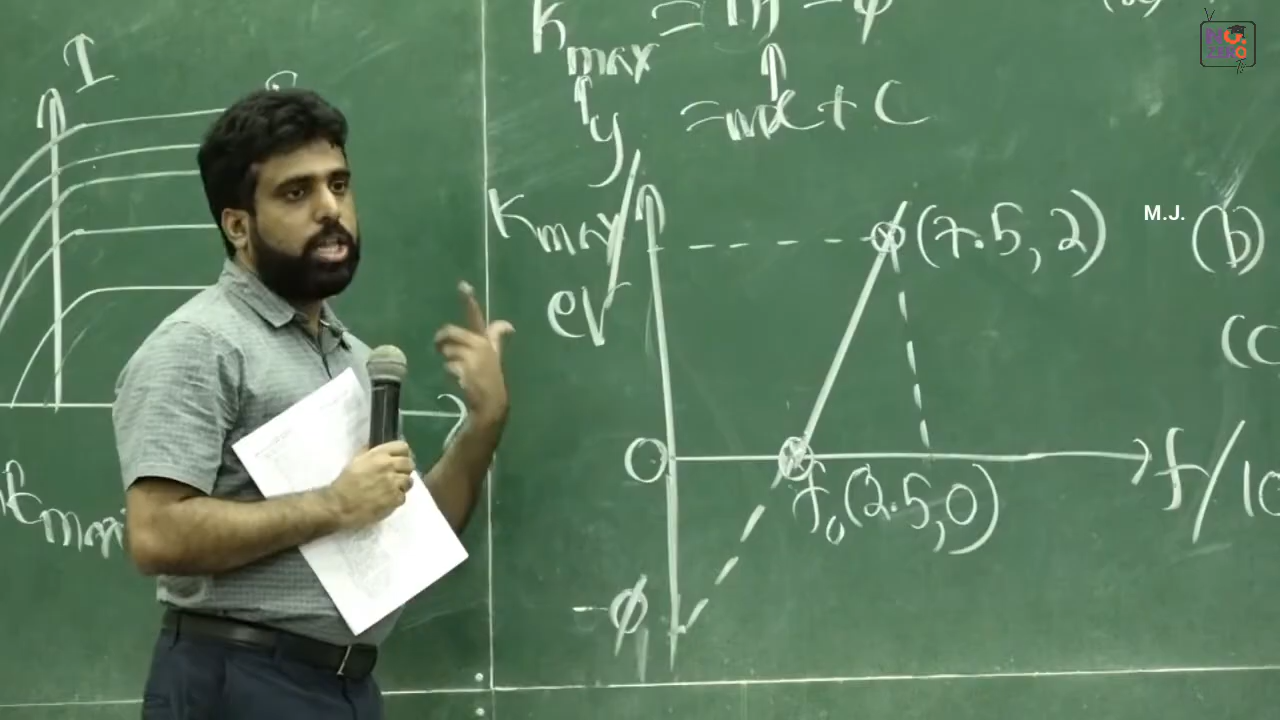 I
Kmax = hf - φ
y = mx + c
Kmax/
eV
(7.5, 2)
M.J.
(b)
(c
O
f₀(2.5,0)
f/10
-φ